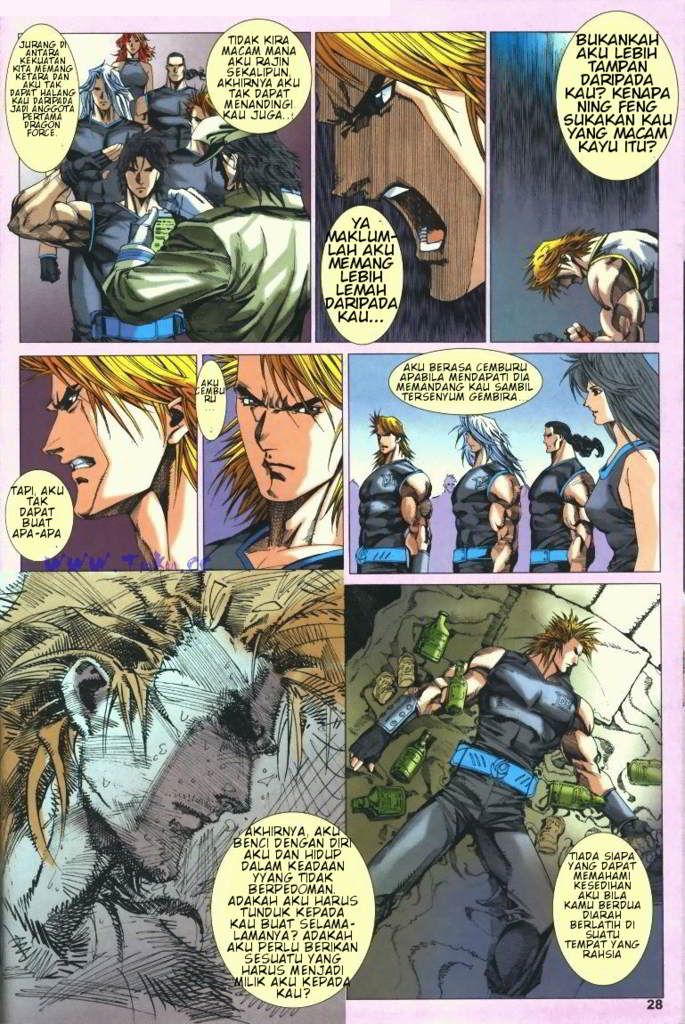 JURANG DI
ANTARA
KEKUATAN
KITA MEMANG
KETARA DAN
AKU TAK
DAPAT HALANG
KAU DARIPADA
JADI ANGGOTA
PERTAMA
DRAGON
FORCE.
TIDAK KIRA
MACAM MANA
AKU RAJIN
SEKALIPUN,
AKHIRNYA AKU
TAK DAPAT
MENANDINGI
KAU JUGA...
YA
MAKLUM-
LAH AKU
MEMANG
LEBIH
LEMAH
DARIPADA
KAU...
BUKANKAH
AKU LEBIH
TAMPAN
DARIPADA
KAU? KENAPA
NING FENG
SUKAKAN KAU
YANG MACAM
KAYU ITU?
TAPI, AKU
TAK
DAPAT
BUAT
APA-APA
AKU
CEMBU
RU
...
AKU BERASA CEMBURU
APABILA MENDAPATI DIA
MEMANDANG KAU SAMBIL
TERSENYUM GEMBIRA...
AKHIRNYA, AKU
BENCI DENGAN DIRI
AKU DAN HIDUP
DALAM KEADAAN
YYANG TIDAK
BERPEDOMAN.
ADAKAH AKU HARUS
TUNDUK KEPADA
KAU BUAT SELAMA-
LAMANYA? ADAKAH
AKU PERLU BERIKAN
SESUATU YANG
HARUS MENJADI
MILIK AKU KEPADA
KAU?
TIADA SIAPA
YANG DAPAT
MEMAHAMI
KESEDIHAN
AKU BILA
KAMU BERDUA
DIARAH
BERLATIH DI
SUATU
TEMPAT YANG
RAHSIA
28